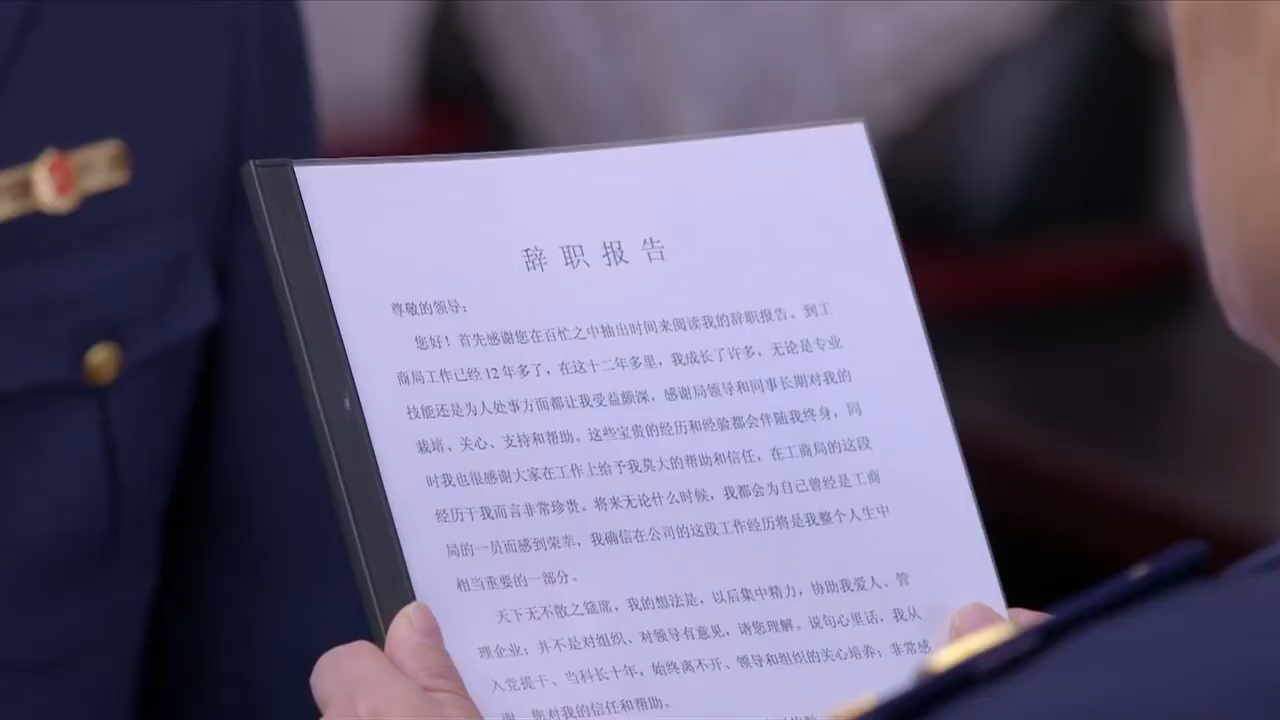 辞职报告
尊敬的领导：
您好！首先感谢您在百忙之中抽出时间来阅读我的辞职报告。到工
商局工作已经12年多了，在这十二年多里，我成长了许多，无论是专业
技能还是为人处事方面都让我受益颇深，感谢局领导和同事长期对我的
栽培、关心、支持和帮助。这些宝贵的经历和经验都会伴随我终身，同
时我也很感谢大家在工作上给予我莫大的帮助和信任，在工商局的这段
经历于我而言非常珍贵。将来无论什么时候，我都会为自己曾经是工商
局的一员而感到荣幸，我确信在公司的这段工作经历将是我整个人生中
相当重要的一部分。
天下无不散之筵席，我的想法是，以后集中精力，协助我爱人、管
理企业；并不是对组织、对领导有意见，请您理解。说句心里话，我从
入党提干、当科长十年，始终离不开、领导和组织的关心培养；非常感
谢 您对我的信任和帮助。